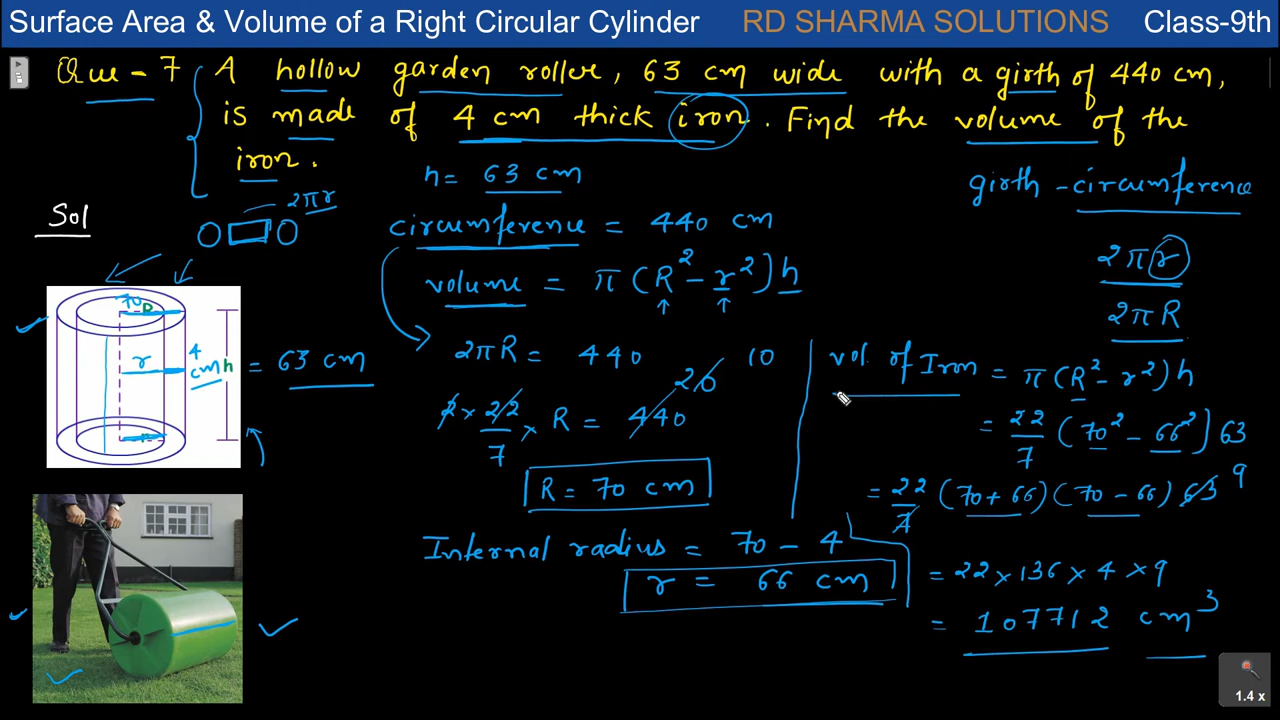 Surface Area & Volume of a Right Circular Cylinder RD SHARMA SOLUTIONS Class-9th
Que - 7 A hollow garden roller, 63 cm wide with a girth of 440 cm,
is made of 4 cm thick iron. Find the volume of the
iron.
Sol
2πr
h = 63 cm
circumference = 440 cm
volume = π (R² - r²) h
2πR = 440
2 × 22/7 × R = 440 20 10
R = 70 cm
Internal radius = 70 - 4
r = 66 cm
70 R
r
4
cm h = 63 cm
girth - circumference
2πr
2πR
vol. of Iron = π (R² - r²) h
= 22/7 (70² - 66²) 63
= 22/7 (70 + 66) (70 - 66) 63 9
= 22 × 136 × 4 × 9
= 107712 cm³
1.4 x